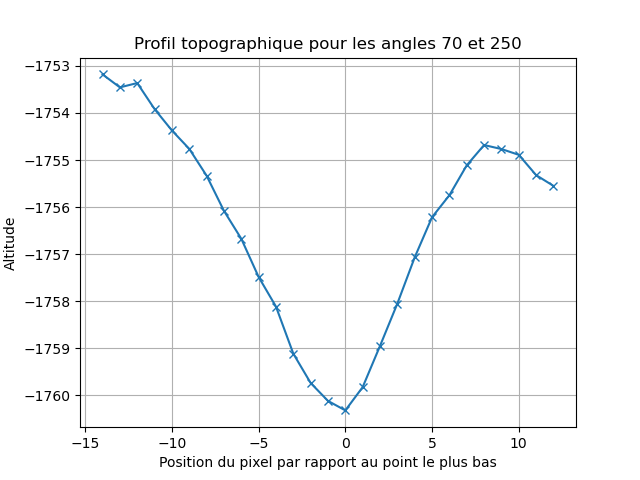 Profil topographique pour les angles 70 et 250
−1753
−1754
−1755
−1756
−1757
−1758
−1759
−1760
Altitude
−15 −10 −5 0 5 10
Position du pixel par rapport au point le plus bas